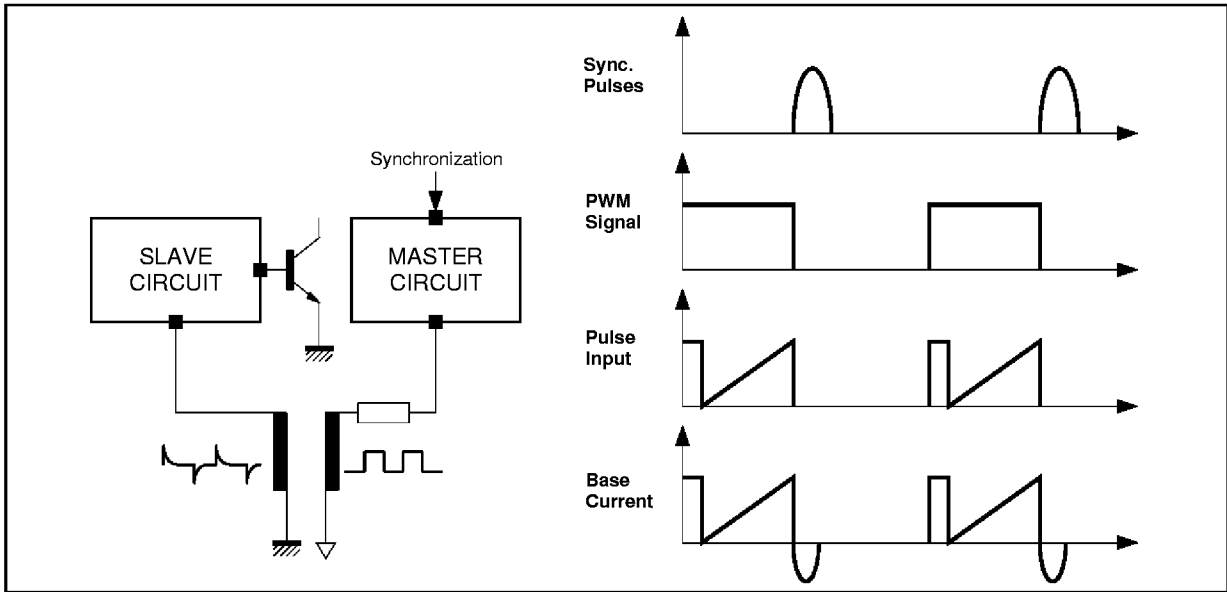 Synchronization
SLAVE
CIRCUIT
MASTER
CIRCUIT
Sync.
Pulses
PWM
Signal
Pulse
Input
Base
Current